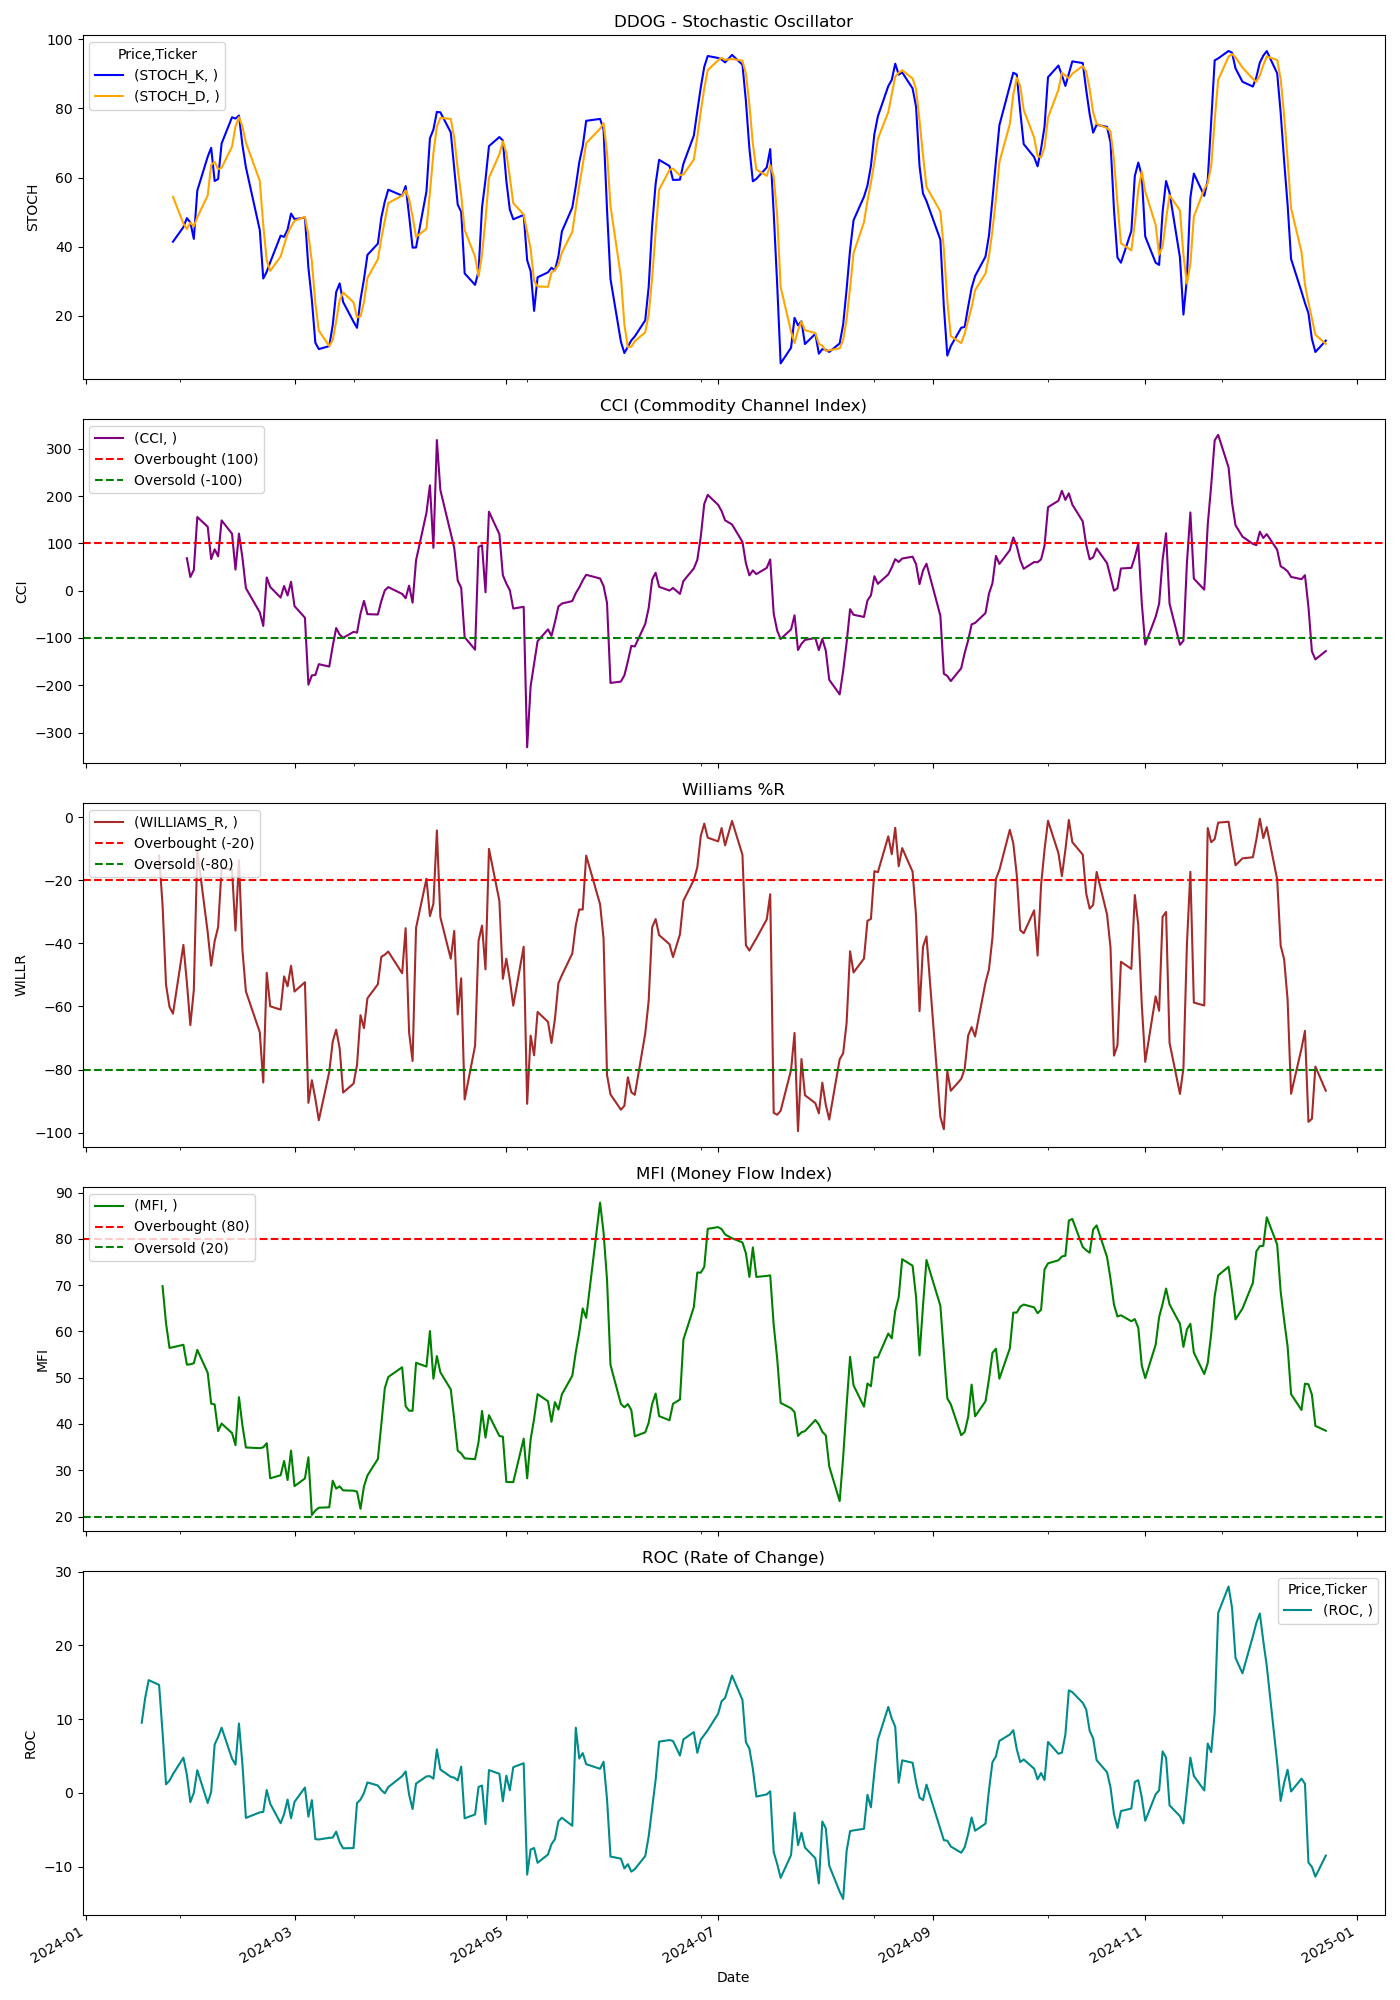 DDOG - Stochastic Oscillator
100
80
60
40
20
STOCH
Price,Ticker
(STOCH_K, )
(STOCH_D, )
CCI (Commodity Channel Index)
300
200
100
0
−100
−200
−300
CCI
(CCI, )
Overbought (100)
Oversold (-100)
Williams %R
0
−20
−40
−60
−80
−100
WILLR
(WILLIAMS_R, )
Overbought (-20)
Oversold (-80)
MFI (Money Flow Index)
90
80
70
60
50
40
30
20
MFI
(MFI, )
Overbought (80)
Oversold (20)
ROC (Rate of Change)
30
20
10
0
−10
ROC
Price,Ticker
(ROC, )
2024-01
2024-03
2024-05
2024-07
2024-09
2024-11
2025-01
Date